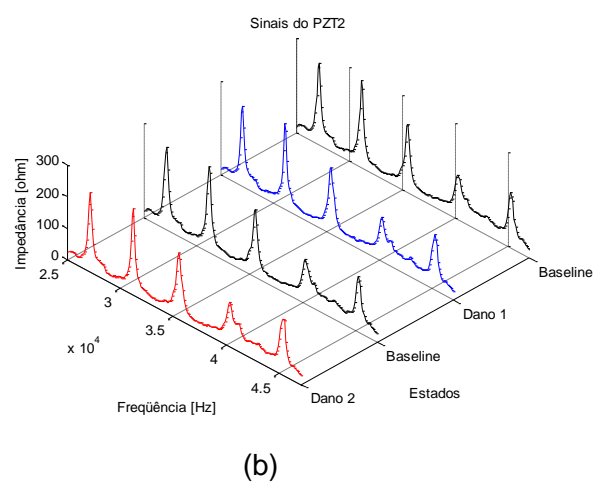 Sinais do PZT2
Impedância [ohm]
300
200
100
0
2.5
3
3.5
4
4.5
x 10^4
Freqüência [Hz]
Baseline
Dano 1
Baseline
Dano 2
Estados
(b)